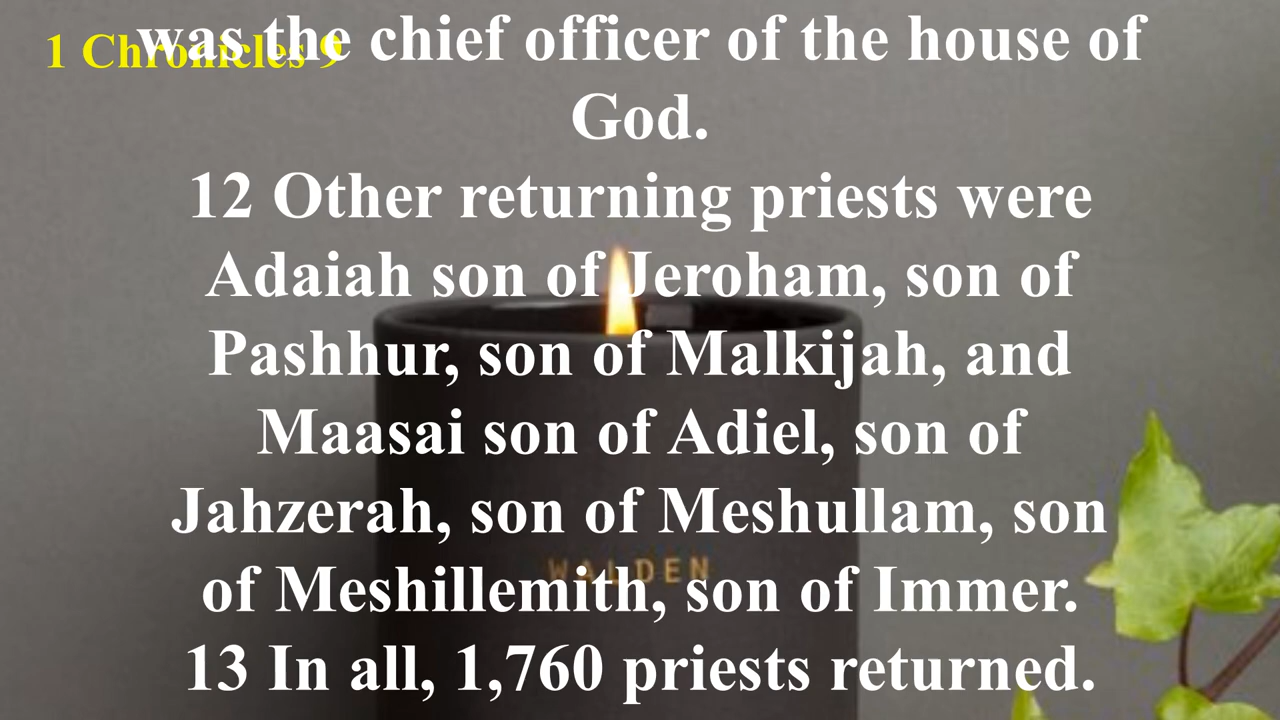 1 Chronicles 9
was the chief officer of the house of
God.
12 Other returning priests were
Adaiah son of Jeroham, son of
Pashhur, son of Malkijah, and
Maasai son of Adiel, son of
Jahzerah, son of Meshullam, son
WALDEN
of Meshillemith, son of Immer.
13 In all, 1,760 priests returned.